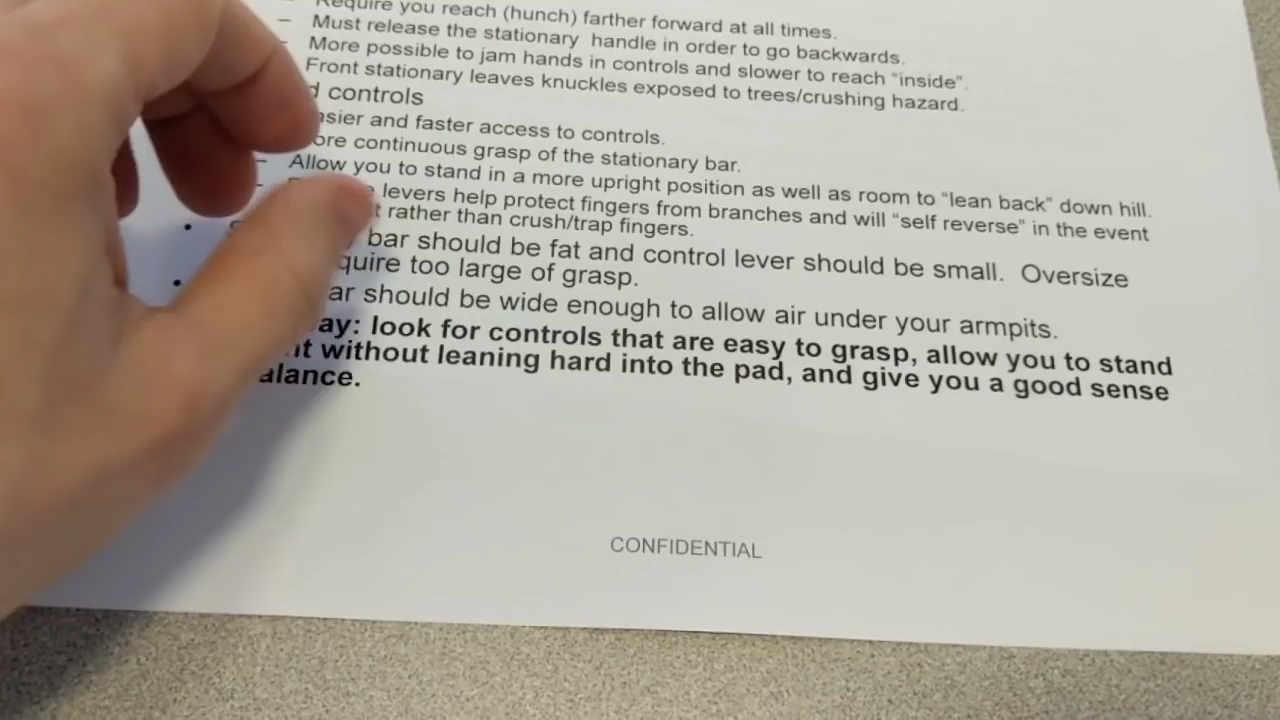 Require you reach (hunch) farther forward at all times.
– Must release the stationary handle in order to go backwards.
– More possible to jam hands in controls and slower to reach "inside".
Front stationary leaves knuckles exposed to trees/crushing hazard.
controls
and faster access to controls.
continuous grasp of the stationary bar.
– Allow you to stand in a more upright position as well as room to "lean back" down hill.
– levers help protect fingers from branches and will "self reverse" in the event
rather than crush/trap fingers.
• bar should be fat and control lever should be small. Oversize
too large of grasp.
• should be wide enough to allow air under your armpits.
look for controls that are easy to grasp, allow you to stand
without leaning hard into the pad, and give you a good sense
CONFIDENTIAL